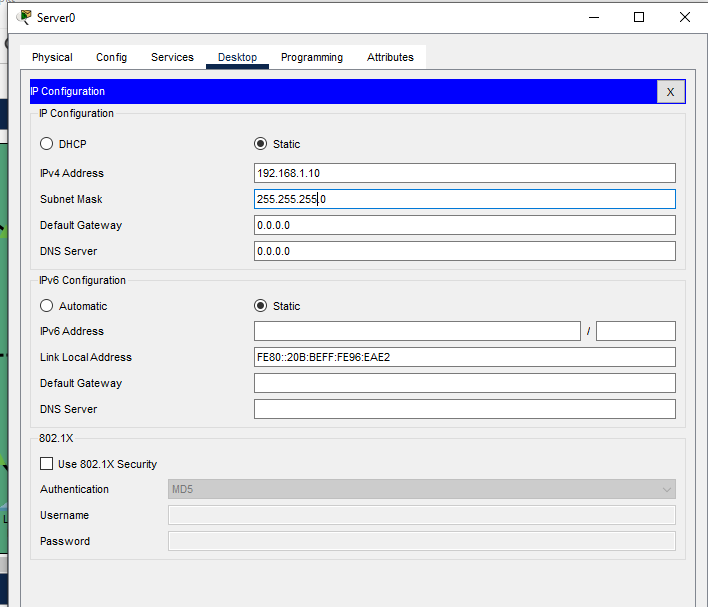 Server0
Physical Config Services Desktop Programming Attributes
IP Configuration X
IP Configuration
DHCP Static
IPv4 Address 192.168.1.10
Subnet Mask 255.255.255.0
Default Gateway 0.0.0.0
DNS Server 0.0.0.0
IPv6 Configuration
Automatic Static
IPv6 Address /
Link Local Address FE80::20B:BEFF:FE96:EAE2
Default Gateway
DNS Server
802.1X
Use 802.1X Security
Authentication MD5
Username
Password